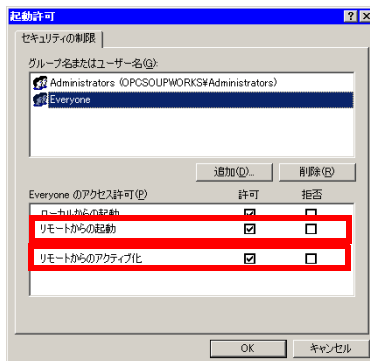 起動許可
セキュリティの制限
グループ名またはユーザー名(G):
Administrators (OPCSOUPWORKS¥Administrators)
Everyone
追加(D)... 削除(R)
Everyone のアクセス許可(P) 許可 拒否
ローカルからの起動
リモートからの起動
リモートからのアクティブ化
OK キャンセル